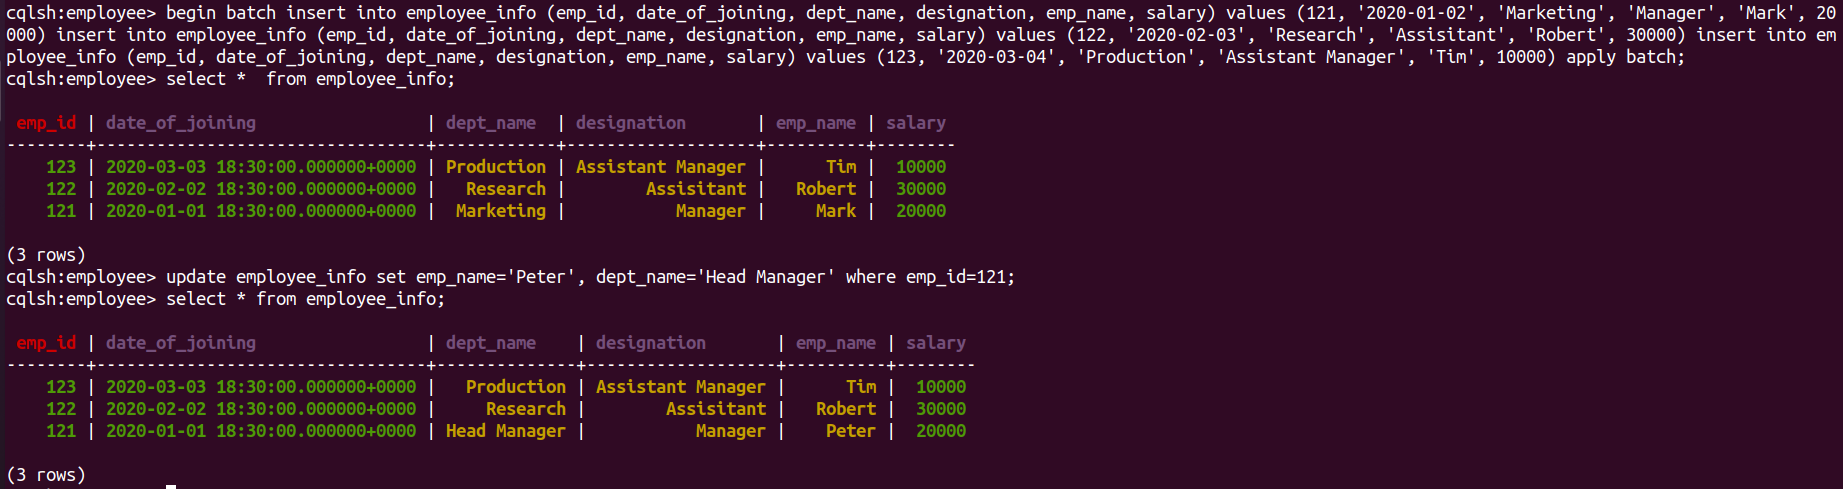 cqlsh:employee> begin batch insert into employee_info (emp_id, date_of_joining, dept_name, designation, emp_name, salary) values (121, '2020-01-02', 'Marketing', 'Manager', 'Mark', 20
000) insert into employee_info (emp_id, date_of_joining, dept_name, designation, emp_name, salary) values (122, '2020-02-03', 'Research', 'Assisitant', 'Robert', 30000) insert into em
ployee_info (emp_id, date_of_joining, dept_name, designation, emp_name, salary) values (123, '2020-03-04', 'Production', 'Assistant Manager', 'Tim', 10000) apply batch;
cqlsh:employee> select *  from employee_info;
 emp_id | date_of_joining                 | dept_name  | designation       | emp_name | salary
--------+---------------------------------+------------+-------------------+----------+--------
    123 | 2020-03-03 18:30:00.000000+0000 | Production | Assistant Manager |      Tim |  10000
    122 | 2020-02-02 18:30:00.000000+0000 |   Research |        Assisitant |   Robert |  30000
    121 | 2020-01-01 18:30:00.000000+0000 |  Marketing |           Manager |     Mark |  20000
(3 rows)
cqlsh:employee> update employee_info set emp_name='Peter', dept_name='Head Manager' where emp_id=121;
cqlsh:employee> select * from employee_info;
 emp_id | date_of_joining                 | dept_name    | designation       | emp_name | salary
--------+---------------------------------+--------------+-------------------+----------+--------
    123 | 2020-03-03 18:30:00.000000+0000 |   Production | Assistant Manager |      Tim |  10000
    122 | 2020-02-02 18:30:00.000000+0000 |     Research |        Assisitant |   Robert |  30000
    121 | 2020-01-01 18:30:00.000000+0000 | Head Manager |           Manager |    Peter |  20000
(3 rows)